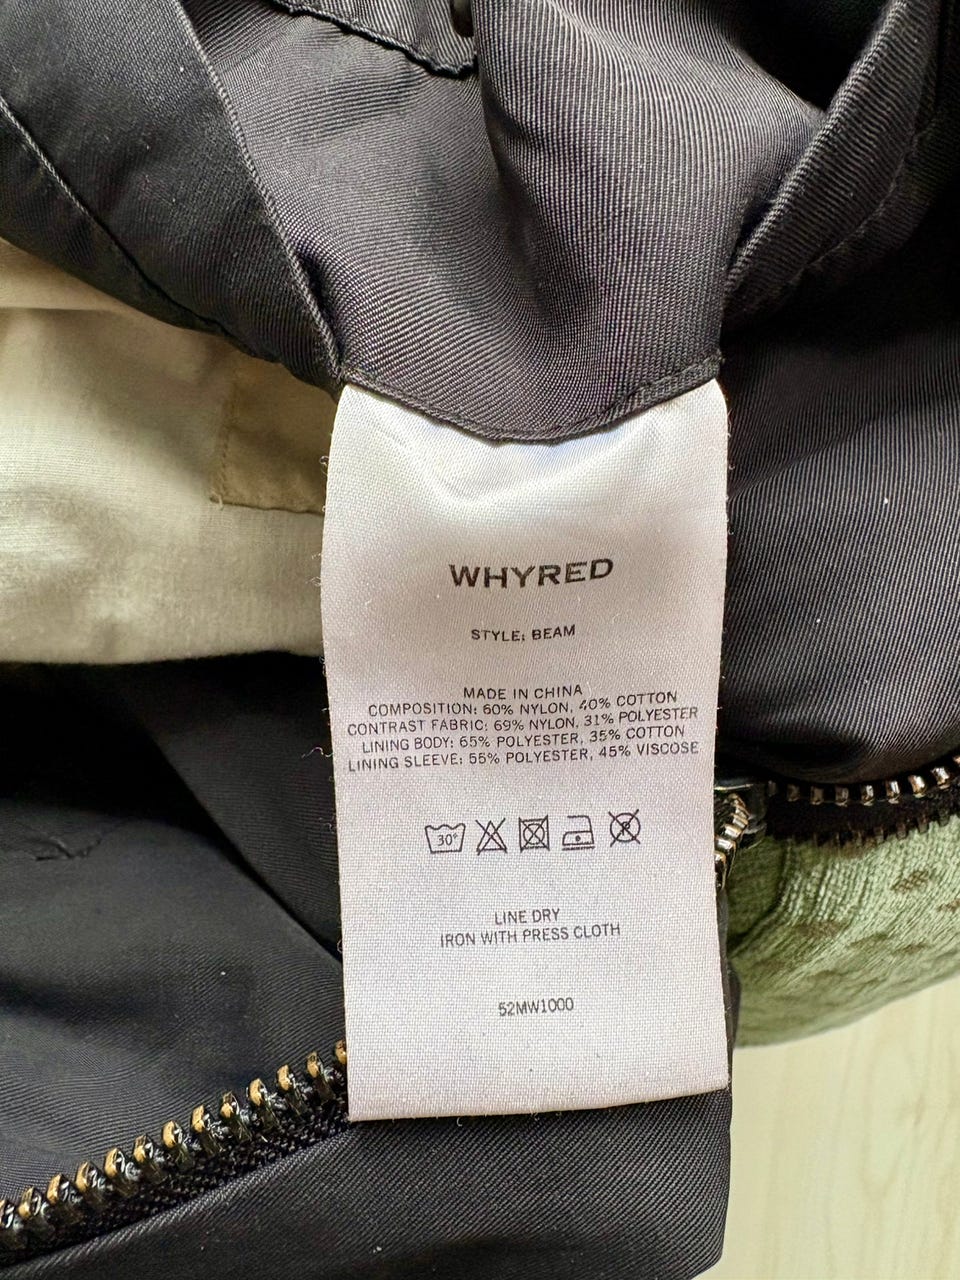 WHYRED
STYLE: BEAM
MADE IN CHINA
COMPOSITION: 60% NYLON, 40% COTTON
CONTRAST FABRIC: 69% NYLON, 31% POLYESTER
LINING BODY: 65% POLYESTER, 35% COTTON
LINING SLEEVE: 55% POLYESTER, 45% VISCOSE
30° P
LINE DRY
IRON WITH PRESS CLOTH
52MW1000